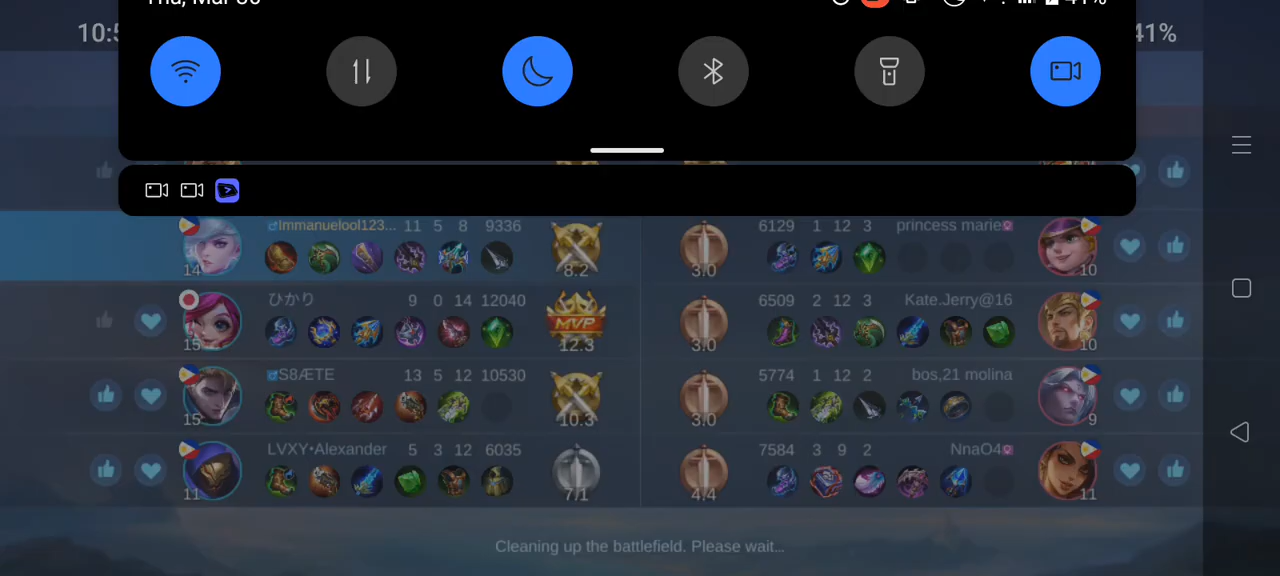 10:5
41%
♂Immanuelool123... 11 5 8 9336
14
8.2
6129 1 12 3 princess marie
3.0
10
ひかり 9 0 14 12040
15
MVP
12.3
6509 2 12 3 Kate.Jerry@16
3.0
10
♂S8ÆTE 13 5 12 10530
15
10.3
5774 1 12 2 bos,21 molina
3.0
9
LVXY•Alexander 5 3 12 6035
11
7.1
7584 3 9 2 NnaO4
4.4
11
Cleaning up the battlefield. Please wait...